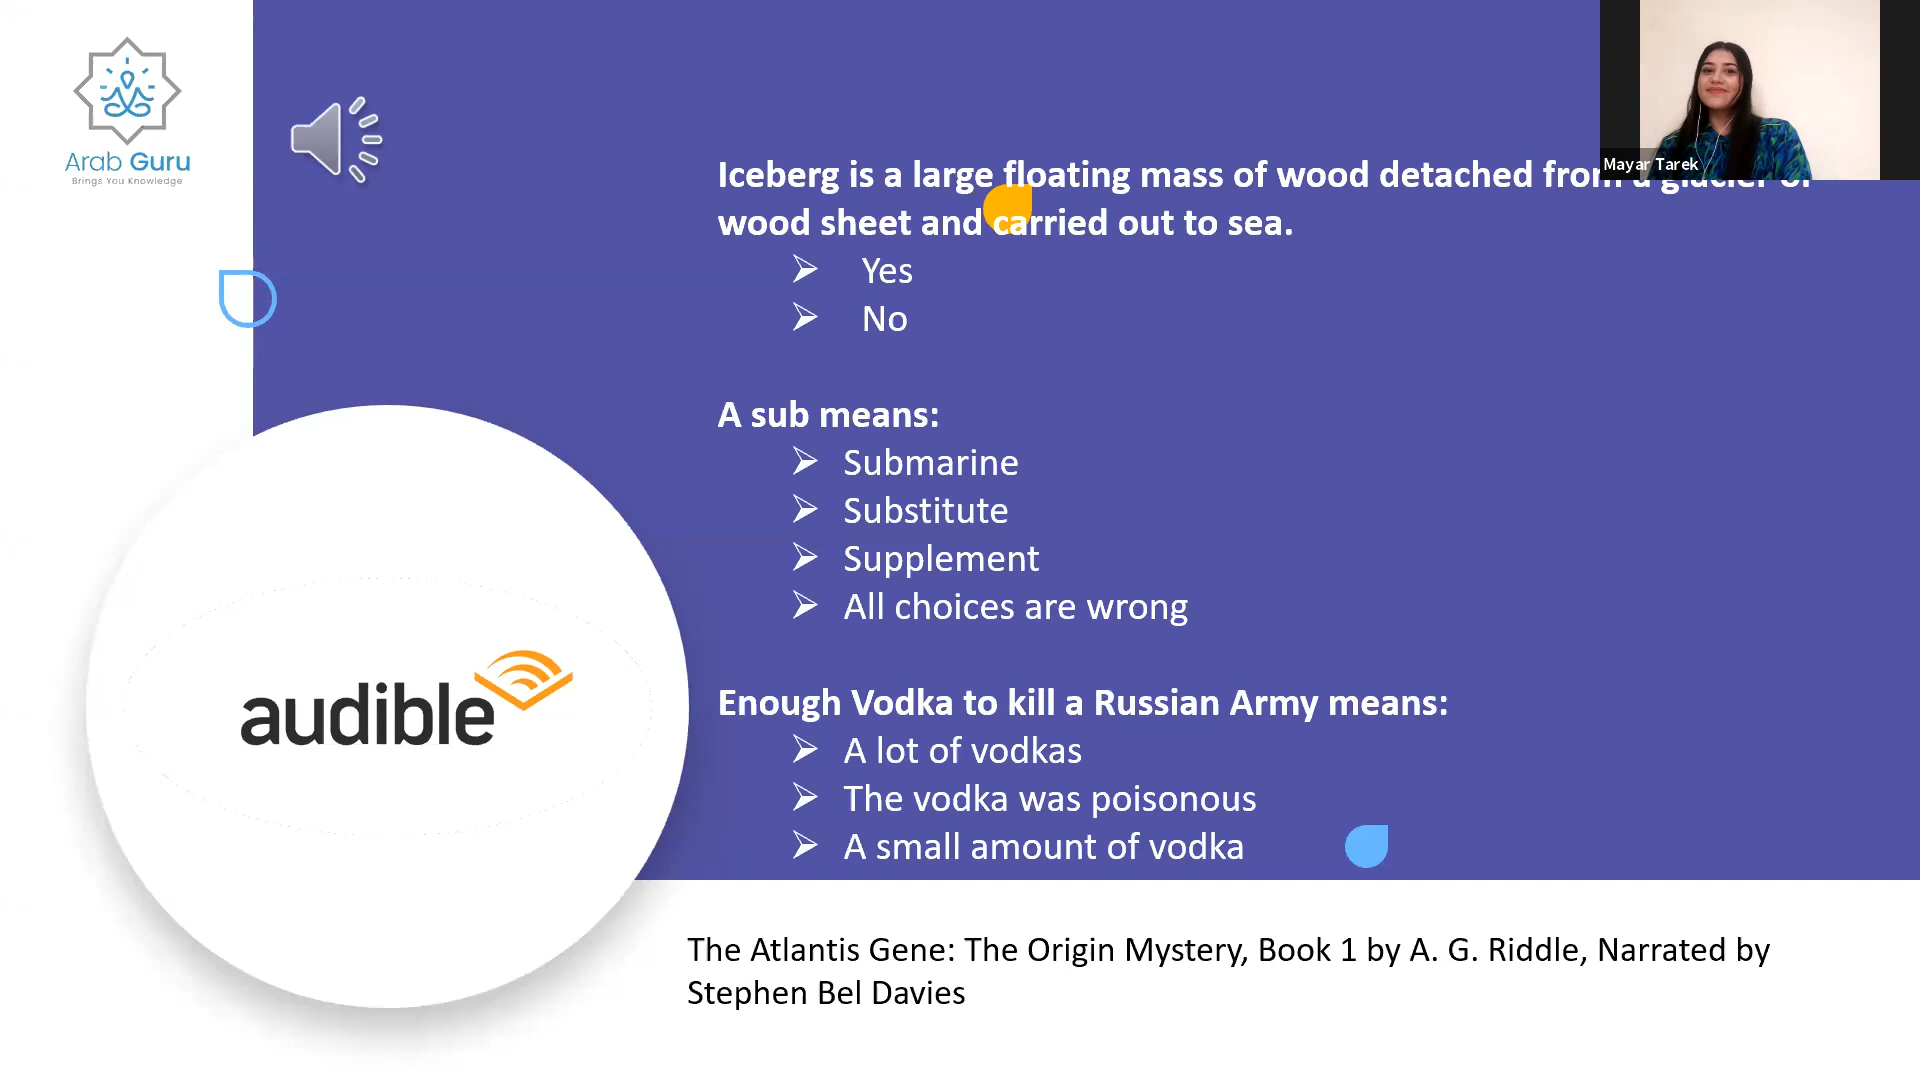 Arab Guru
Brings You Knowledge
Mayar Tarek
Iceberg is a large floating mass of wood detached from a glacier or
wood sheet and carried out to sea.
Yes
No
A sub means:
Submarine
Substitute
Supplement
All choices are wrong
Enough Vodka to kill a Russian Army means:
A lot of vodkas
The vodka was poisonous
A small amount of vodka
audible
The Atlantis Gene: The Origin Mystery, Book 1 by A. G. Riddle, Narrated by
Stephen Bel Davies